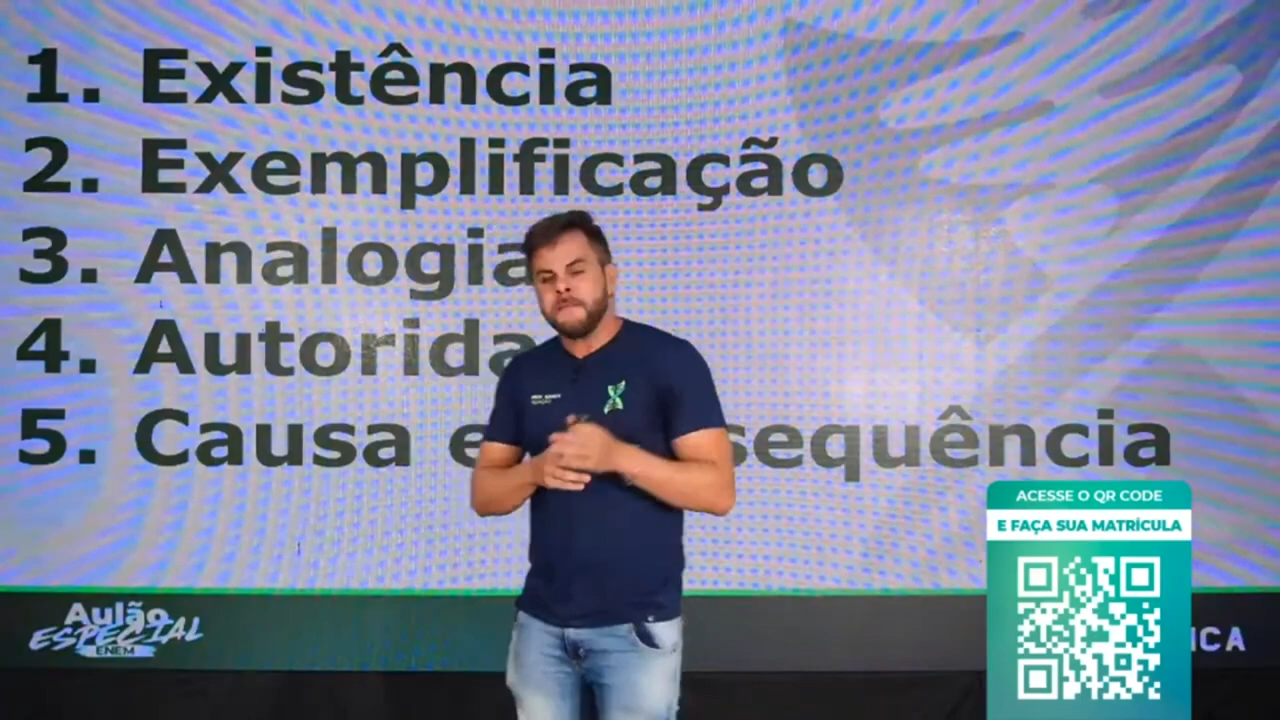 1. Existência
2. Exemplificação
3. Analogia
4. Autorida
5. Causa e sequência
Aulão
ESPECIAL
ENEM
ACESSE O QR CODE
E FAÇA SUA MATRÍCULA
ICA